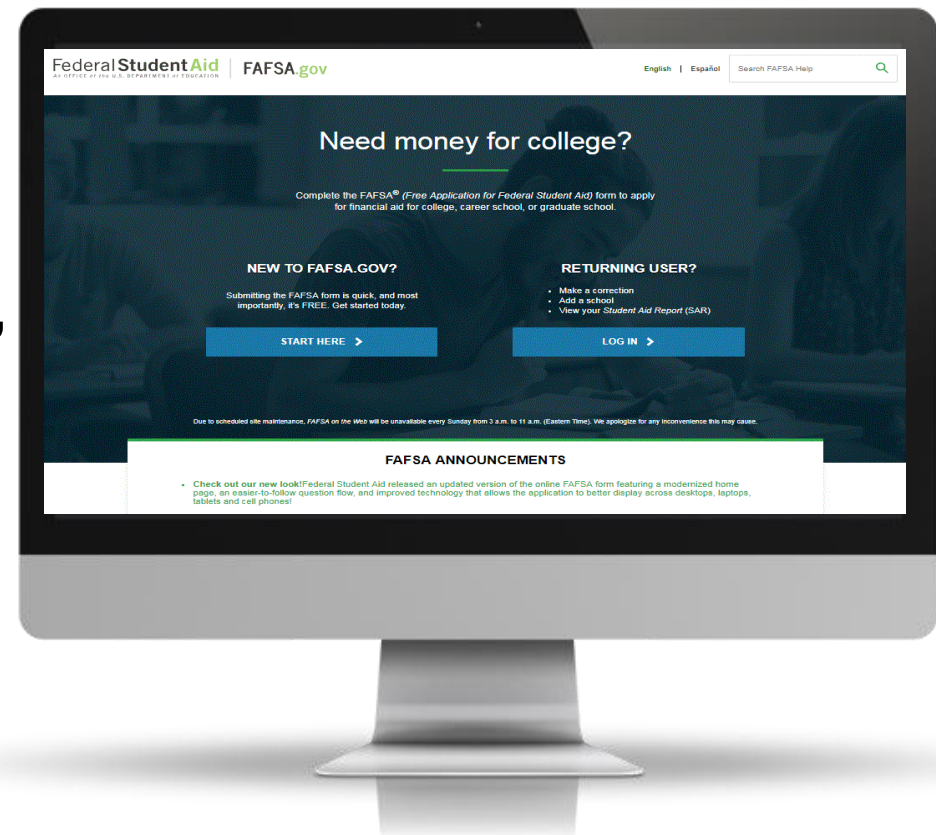 Federal Student Aid | FAFSA.gov
An OFFICE of the U.S. DEPARTMENT of EDUCATION
English | Español
Search FAFSA Help
Need money for college?
Complete the FAFSA® (Free Application for Federal Student Aid) form to apply
for financial aid for college, career school, or graduate school.
NEW TO FAFSA.GOV?
Submitting the FAFSA form is quick, and most
importantly, it's FREE. Get started today.
START HERE
RETURNING USER?
• Make a correction
• Add a school
• View your Student Aid Report (SAR)
LOG IN
Due to scheduled site maintenance, FAFSA on the Web will be unavailable every Sunday from 3 a.m. to 11 a.m. (Eastern Time). We apologize for any inconvenience this may cause.
FAFSA ANNOUNCEMENTS
• Check out our new look!Federal Student Aid released an updated version of the online FAFSA form featuring a modernized home
page, an easier-to-follow question flow, and improved technology that allows the application to better display across desktops, laptops,
tablets and cell phones!